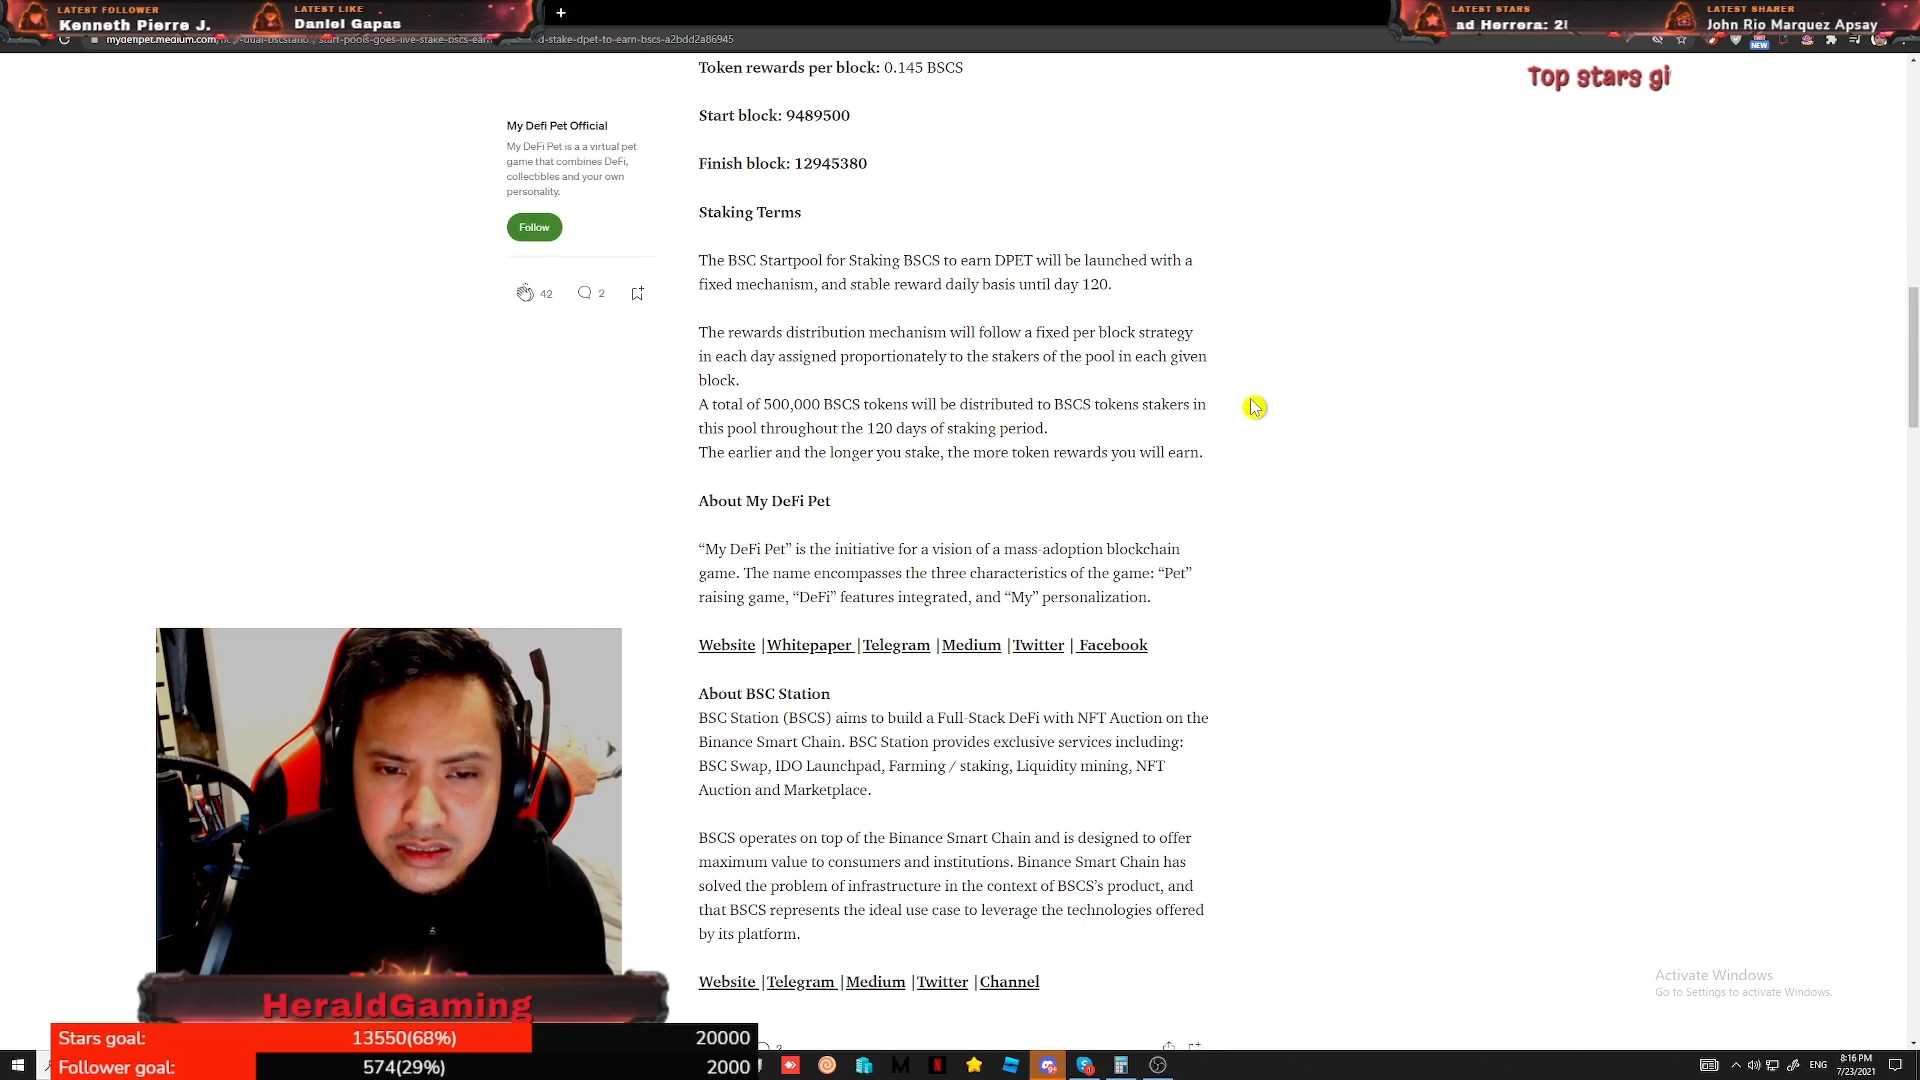 LATEST FOLLOWER
Kenneth Pierre J.
LATEST LIKE
Daniel Gapas
LATEST STARS
ad Herrera: 2
LATEST SHARER
John Rio Marquez Apsay
d-stake-dpet-to-earn-bscs-a2bdd2a86945
NEW
Top stars gi
Token rewards per block: 0.145 BSCS
Start block: 9489500
Finish block: 12945380
My Defi Pet Official
My DeFi Pet is a a virtual pet
game that combines DeFi,
collectibles and your own
personality.
Follow
42
2
Staking Terms
The BSC Startpool for Staking BSCS to earn DPET will be launched with a
fixed mechanism, and stable reward daily basis until day 120.
The rewards distribution mechanism will follow a fixed per block strategy
in each day assigned proportionately to the stakers of the pool in each given
block.
A total of 500,000 BSCS tokens will be distributed to BSCS tokens stakers in
this pool throughout the 120 days of staking period.
The earlier and the longer you stake, the more token rewards you will earn.
About My DeFi Pet
“My DeFi Pet” is the initiative for a vision of a mass-adoption blockchain
game. The name encompasses the three characteristics of the game: “Pet”
raising game, “DeFi” features integrated, and “My” personalization.
Website |Whitepaper |Telegram |Medium |Twitter | Facebook
About BSC Station
BSC Station (BSCS) aims to build a Full-Stack DeFi with NFT Auction on the
Binance Smart Chain. BSC Station provides exclusive services including:
BSC Swap, IDO Launchpad, Farming / staking, Liquidity mining, NFT
Auction and Marketplace.
BSCS operates on top of the Binance Smart Chain and is designed to offer
maximum value to consumers and institutions. Binance Smart Chain has
solved the problem of infrastructure in the context of BSCS’s product, and
that BSCS represents the ideal use case to leverage the technologies offered
by its platform.
Website |Telegram |Medium |Twitter |Channel
Activate Windows
Go to Settings to activate Windows.
HeraldGaming
Stars goal: 13550(68%) 20000
Follower goal: 574(29%) 2000
ENG
8:16 PM
7/23/2021